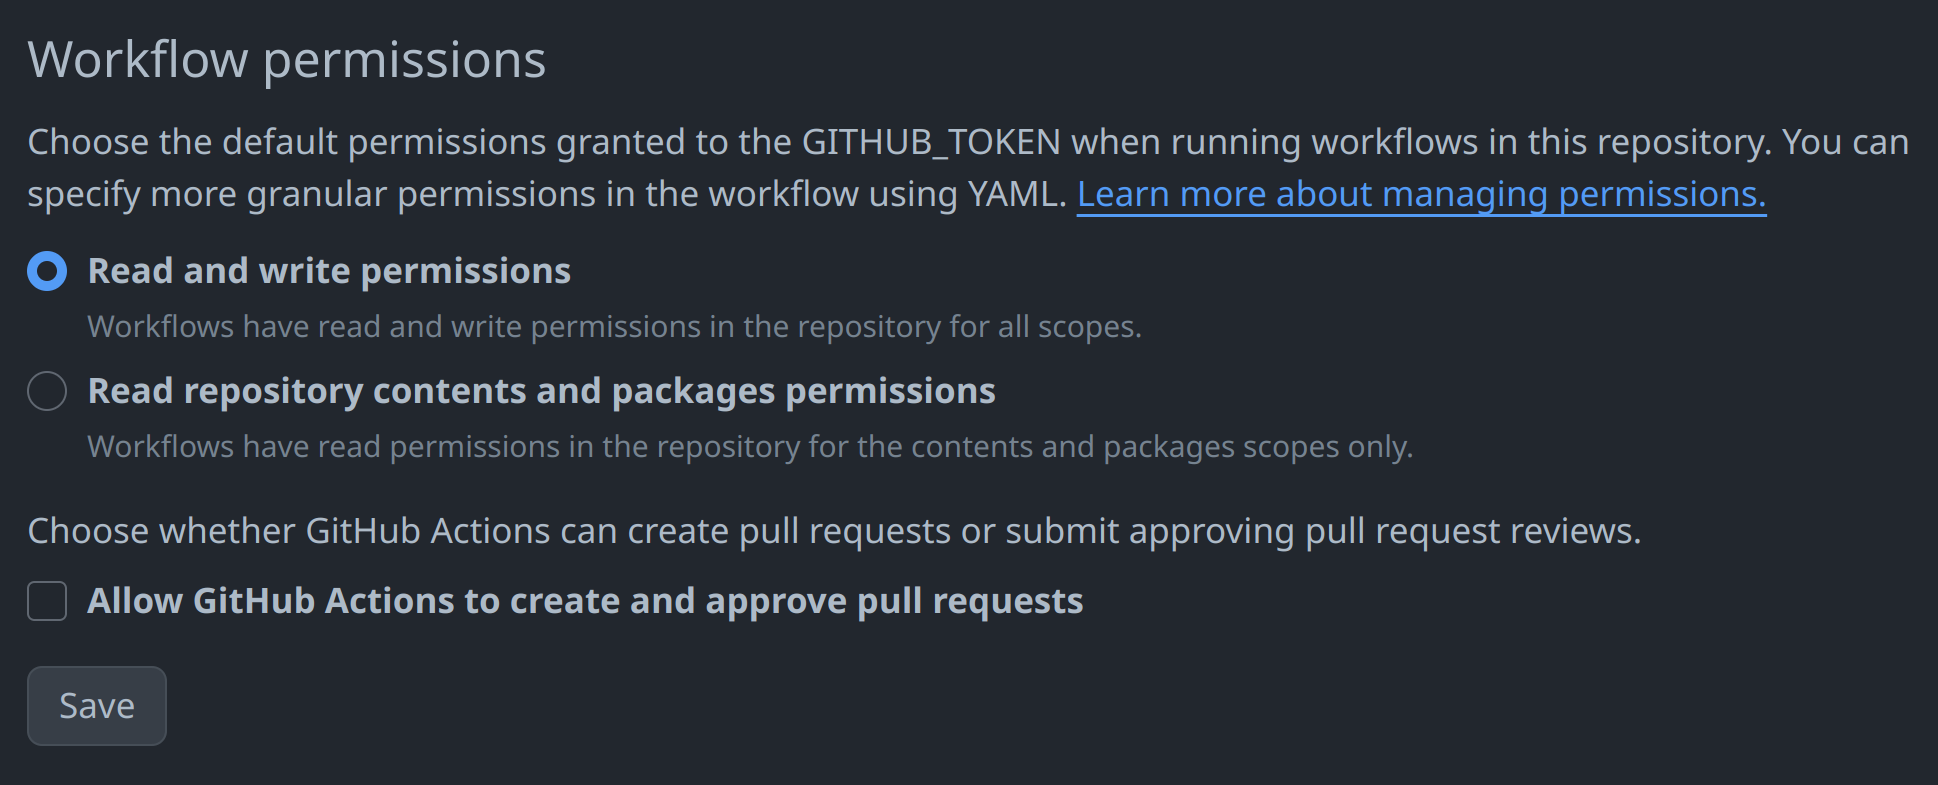 Workflow permissions
Choose the default permissions granted to the GITHUB_TOKEN when running workflows in this repository. You can
specify more granular permissions in the workflow using YAML. Learn more about managing permissions.
Read and write permissions
Workflows have read and write permissions in the repository for all scopes.
Read repository contents and packages permissions
Workflows have read permissions in the repository for the contents and packages scopes only.
Choose whether GitHub Actions can create pull requests or submit approving pull request reviews.
Allow GitHub Actions to create and approve pull requests
Save